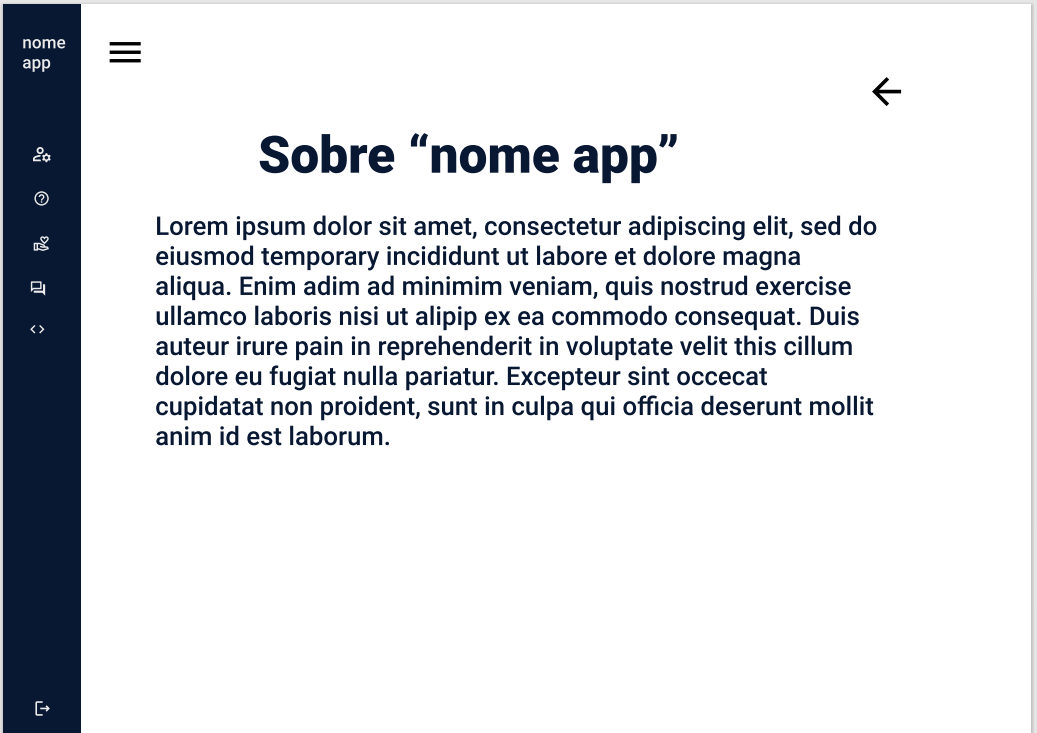 nome
app
Sobre “nome app”
Lorem ipsum dolor sit amet, consectetur adipiscing elit, sed do
eiusmod temporary incididunt ut labore et dolore magna
aliqua. Enim adim ad minimim veniam, quis nostrud exercise
ullamco laboris nisi ut alipip ex ea commodo consequat. Duis
auteur irure pain in reprehenderit in voluptate velit this cillum
dolore eu fugiat nulla pariatur. Excepteur sint occecat
cupidatat non proident, sunt in culpa qui officia deserunt mollit
anim id est laborum.